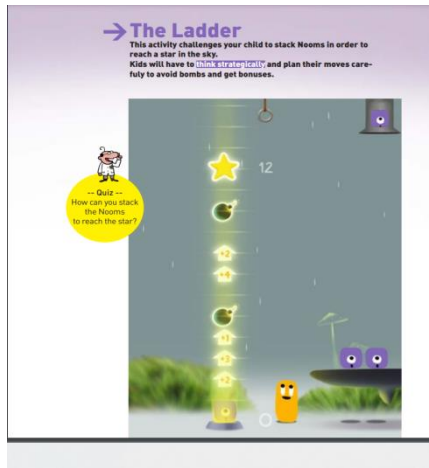 The Ladder
This activity challenges your child to stack Nooms in order to
reach a star in the sky.
Kids will have to think strategically and plan their moves care-
fuly to avoid bombs and get bonuses.
12
-- Quiz --
How can you stack
the Nooms
to reach the star?
+2
+1
+3
+2
0